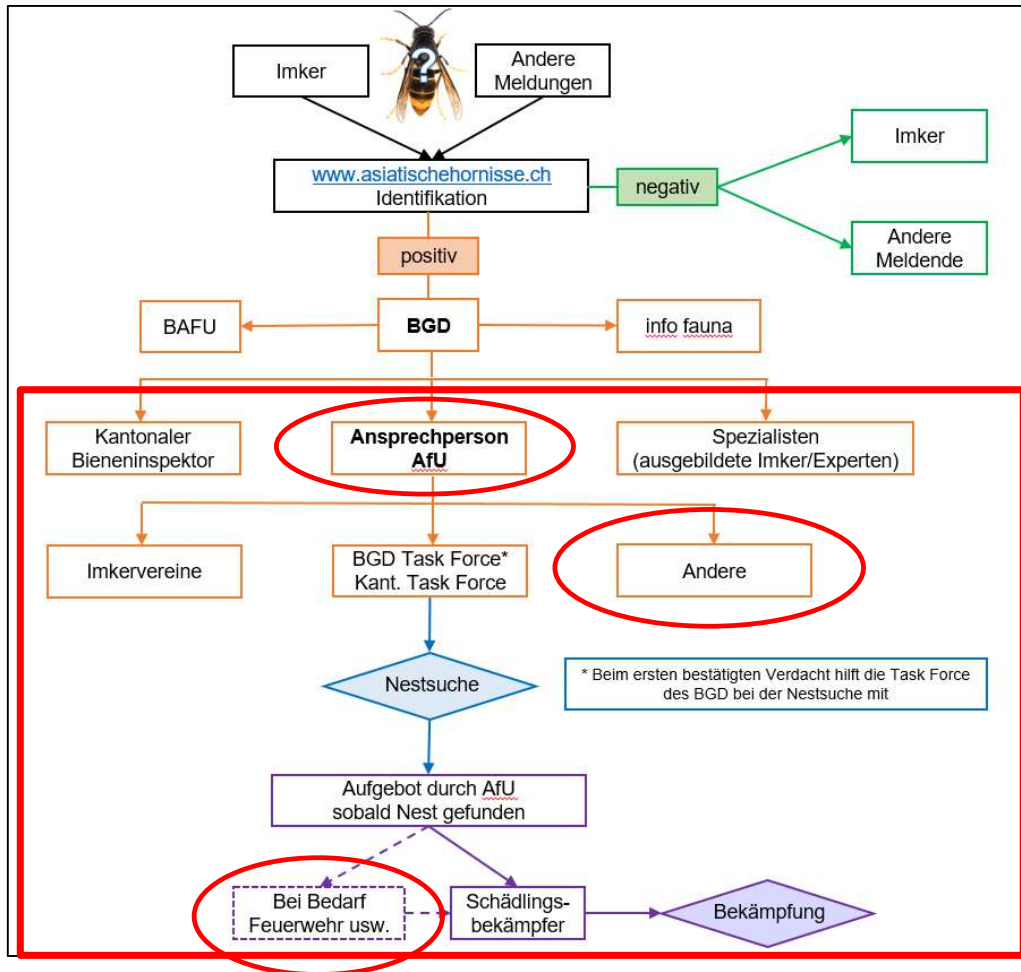 ?
Imker
Andere
Meldungen
www.asiatischehornisse.ch
Identifikation
negativ
Imker
Andere
Meldende
positiv
BAFU
BGD
info fauna
Kantonaler
Bieneninspektor
Ansprechperson
AfU
Spezialisten
(ausgebildete Imker/Experten)
Imkervereine
BGD Task Force*
Kant. Task Force
Andere
Nestsuche
* Beim ersten bestätigten Verdacht hilft die Task Force
des BGD bei der Nestsuche mit
Aufgebot durch AfU
sobald Nest gefunden
Bei Bedarf
Feuerwehr usw.
Schädlings-
bekämpfer
Bekämpfung